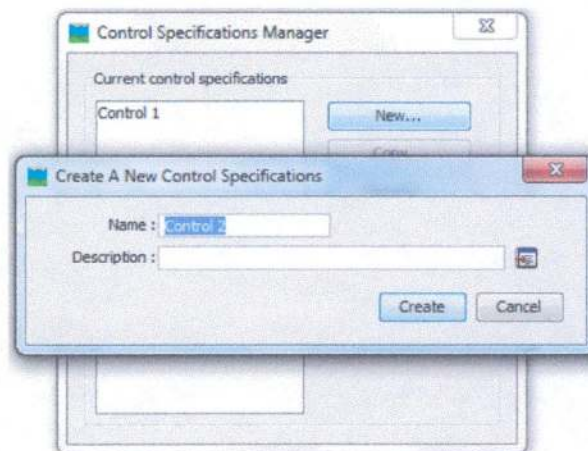 Control Specifications Manager
Current control specifications
Control 1
New...
Copy...
Create A New Control Specifications
Name : Control 2
Description :
Create
Cancel